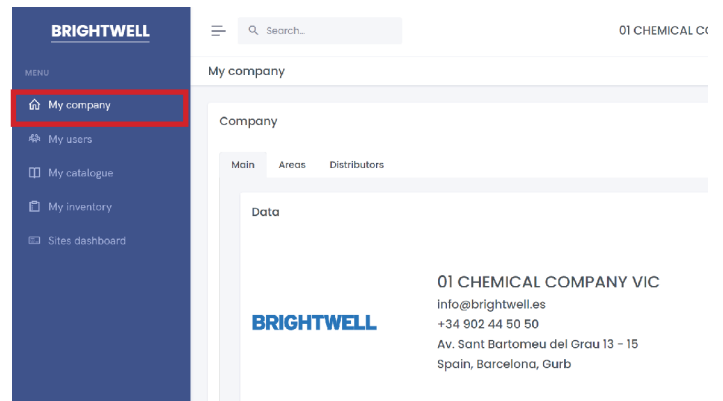 BRIGHTWELL
Search...
01 CHEMICAL CO
MENU
My company
My company
My users
My catalogue
My inventory
Sites dashboard
Company
Main Areas Distributors
Data
BRIGHTWELL
01 CHEMICAL COMPANY VIC
info@brightwell.es
+34 902 44 50 50
Av. Sant Bartomeu del Grau 13 - 15
Spain, Barcelona, Gurb